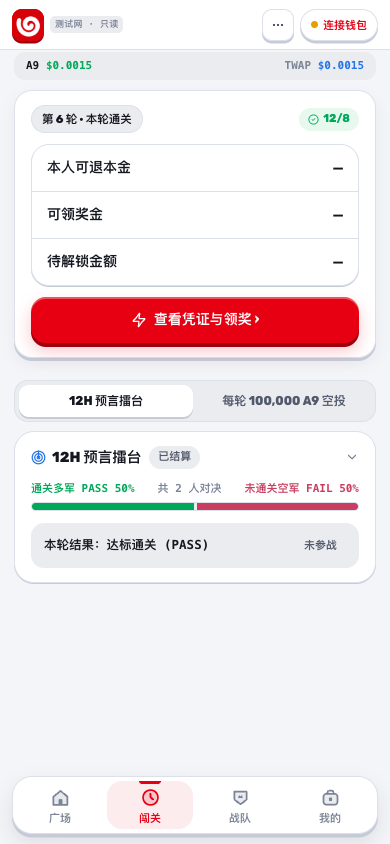 测试网 · 只读
···
连接钱包
A9 $0.0015
TWAP $0.0015
第 6 轮 • 本轮通关
12/8
本人可退本金 —
可领奖金 —
待解锁金额 —
查看凭证与领奖 ›
12H 预言擂台
每轮 100,000 A9 空投
12H 预言擂台 已结算
通关多军 PASS 50% 共 2 人对决 未通关空军 FAIL 50%
本轮结果: 达标通关 (PASS) 未参战
广场 闯关 战队 我的